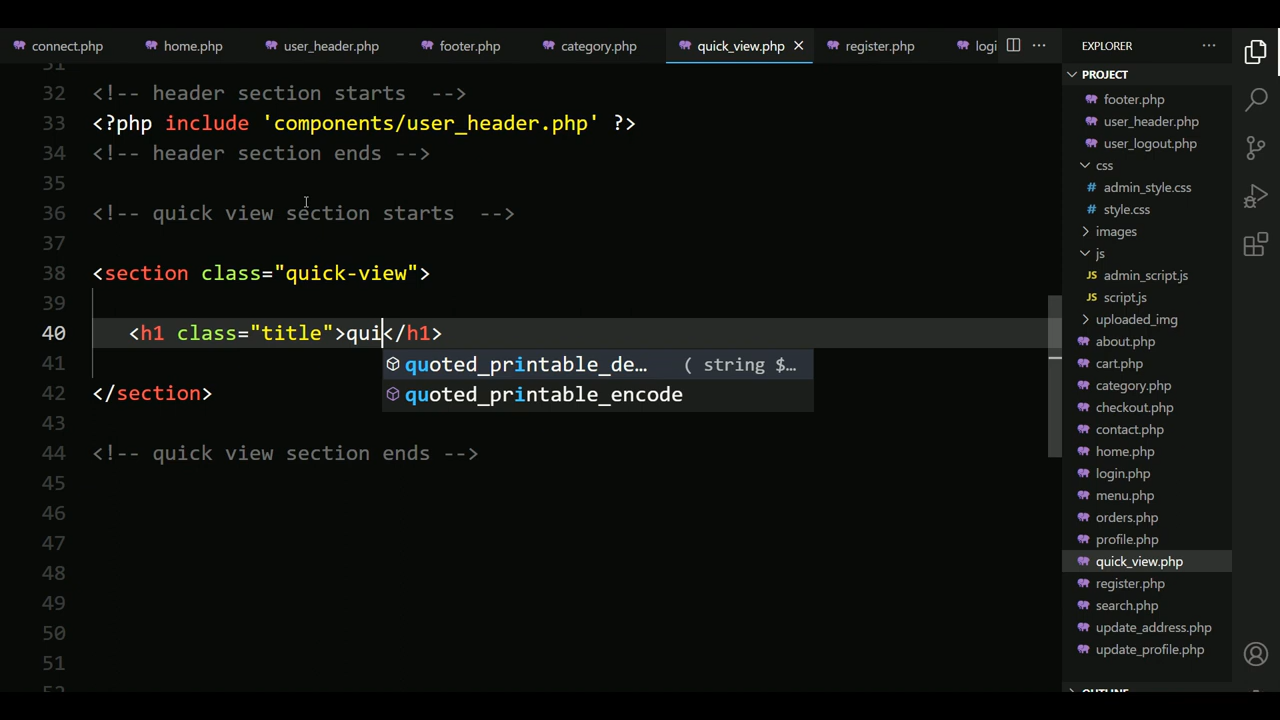 connect.php home.php user_header.php footer.php category.php quick_view.php × register.php logi ···
31
32 <!-- header section starts  -->
33 <?php include 'components/user_header.php' ?>
34 <!-- header section ends -->
35
36 <!-- quick view section starts  -->
37
38 <section class="quick-view">
39
40    <h1 class="title">qui</h1>
quoted_printable_de… ( string $…
41
quoted_printable_encode
42 </section>
43
44 <!-- quick view section ends -->
45
46
47
48
49
50
51
52
EXPLORER ···
PROJECT
footer.php
user_header.php
user_logout.php
css
admin_style.css
style.css
images
js
JS admin_script.js
JS script.js
uploaded_img
about.php
cart.php
category.php
checkout.php
contact.php
home.php
login.php
menu.php
orders.php
profile.php
quick_view.php
register.php
search.php
update_address.php
update_profile.php
OUTLINE